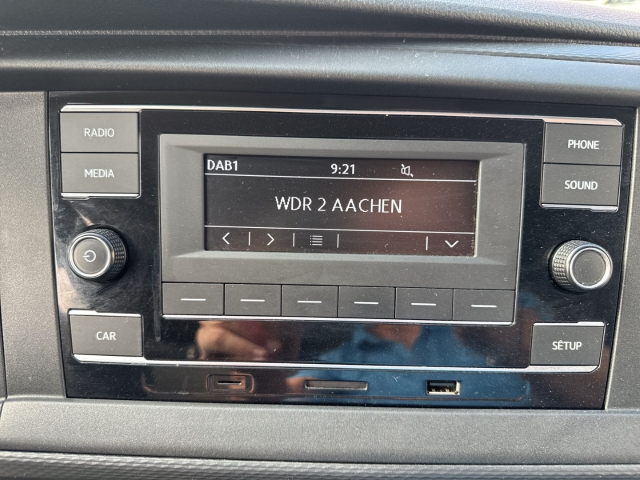 RADIO
MEDIA
DAB1 9:21
WDR 2 AACHEN
PHONE
SOUND
CAR
SETUP